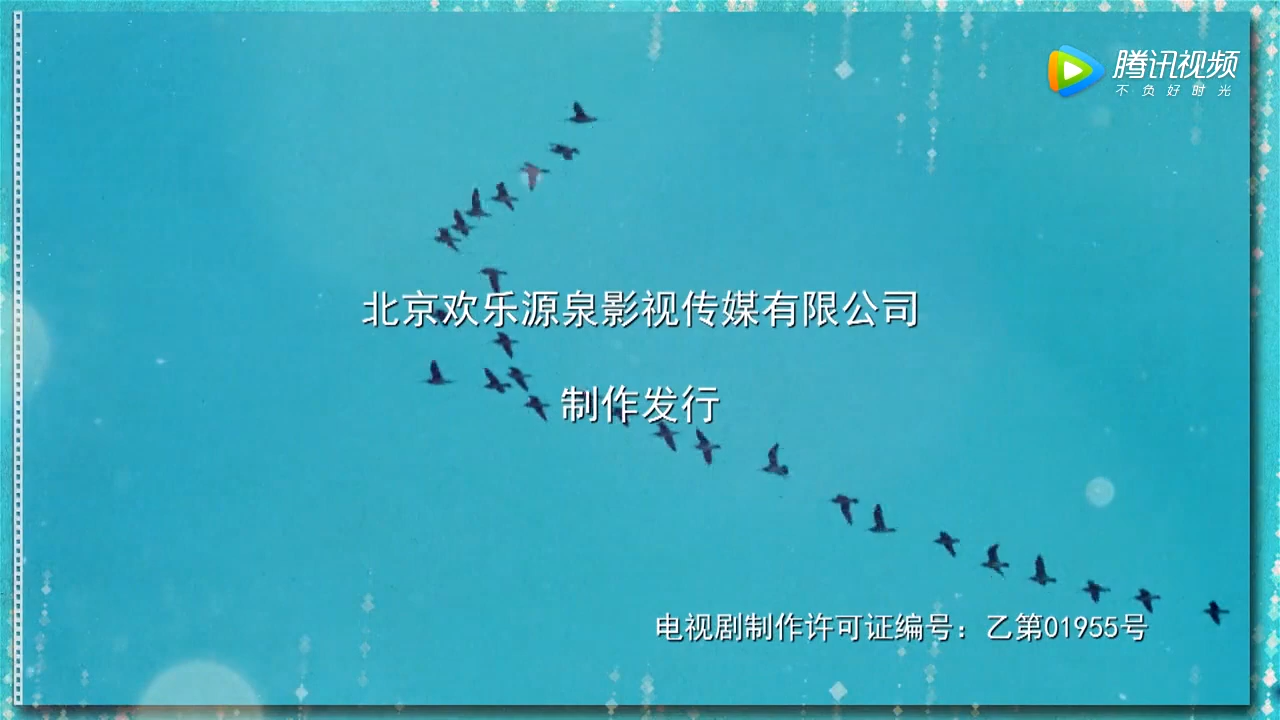 腾讯视频
不负好时光
北京欢乐源泉影视传媒有限公司
制作发行
电视剧制作许可证编号：乙第01955号